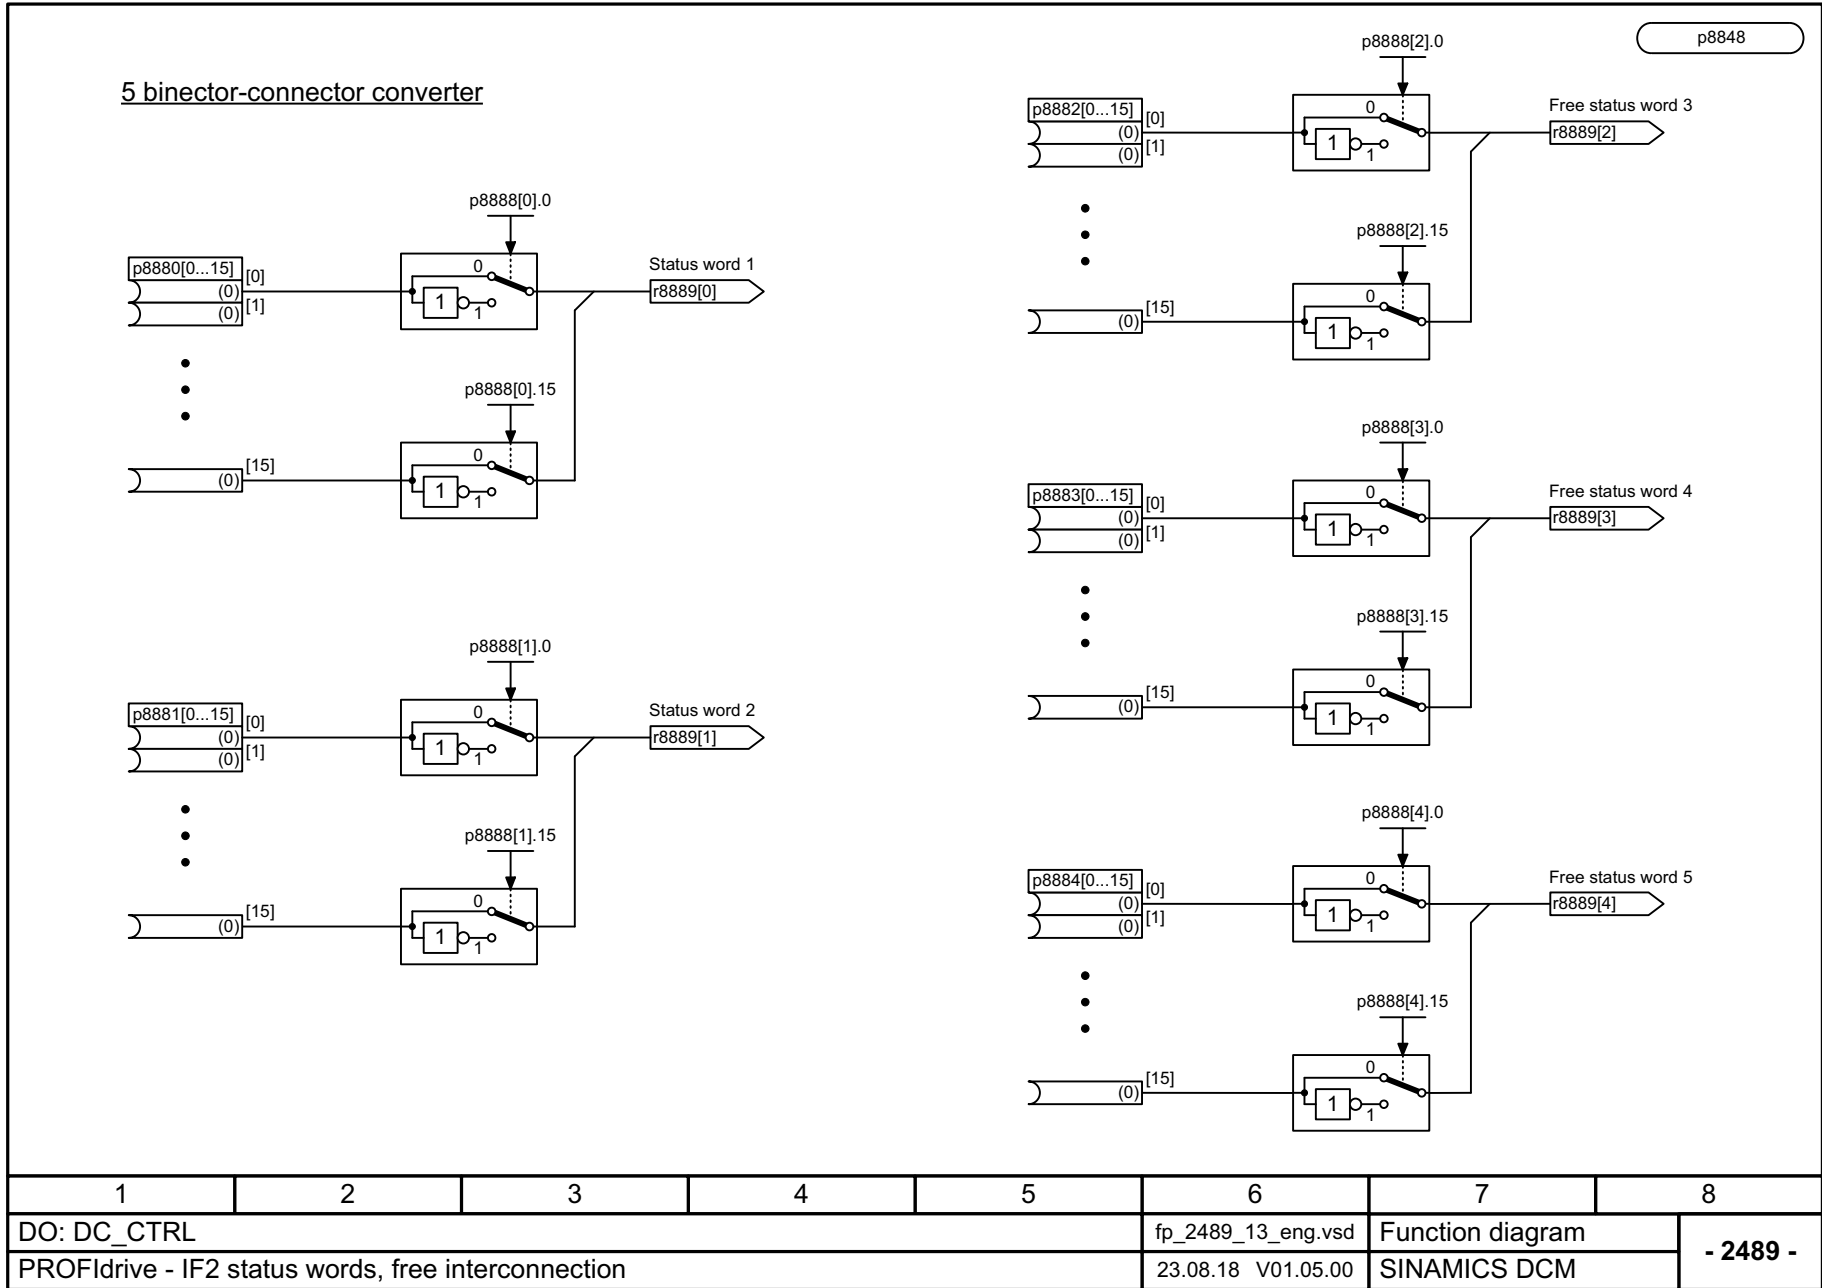 p8848
5 binector-connector converter
p8888[0].0
p8880[0...15]
[0]
(0)
[1]
(0)
0
1
1
Status word 1
r8889[0]
p8888[0].15
[15]
(0)
0
1
1
p8888[1].0
p8881[0...15]
[0]
(0)
[1]
(0)
0
1
1
Status word 2
r8889[1]
p8888[1].15
[15]
(0)
0
1
1
p8888[2].0
p8882[0...15]
[0]
(0)
[1]
(0)
0
1
1
Free status word 3
r8889[2]
p8888[2].15
[15]
(0)
0
1
1
p8888[3].0
p8883[0...15]
[0]
(0)
[1]
(0)
0
1
1
Free status word 4
r8889[3]
p8888[3].15
[15]
(0)
0
1
1
p8888[4].0
p8884[0...15]
[0]
(0)
[1]
(0)
0
1
1
Free status word 5
r8889[4]
p8888[4].15
[15]
(0)
0
1
1
1 2 3 4 5 6 7 8
DO: DC_CTRL
fp_2489_13_eng.vsd
Function diagram
- 2489 -
PROFIdrive - IF2 status words, free interconnection
23.08.18 V01.05.00
SINAMICS DCM